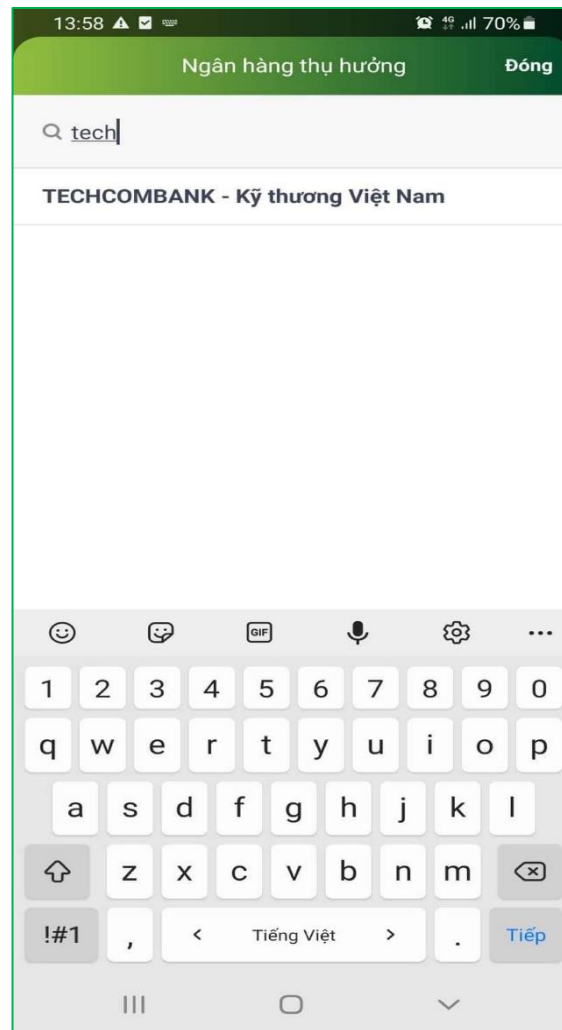 13:58 4G 70%
Ngân hàng thụ hưởng Đóng
tech
TECHCOMBANK - Kỹ thương Việt Nam
GIF
1 2 3 4 5 6 7 8 9 0
q w e r t y u i o p
a s d f g h j k l
z x c v b n m
!#1 , < Tiếng Việt > . Tiếp